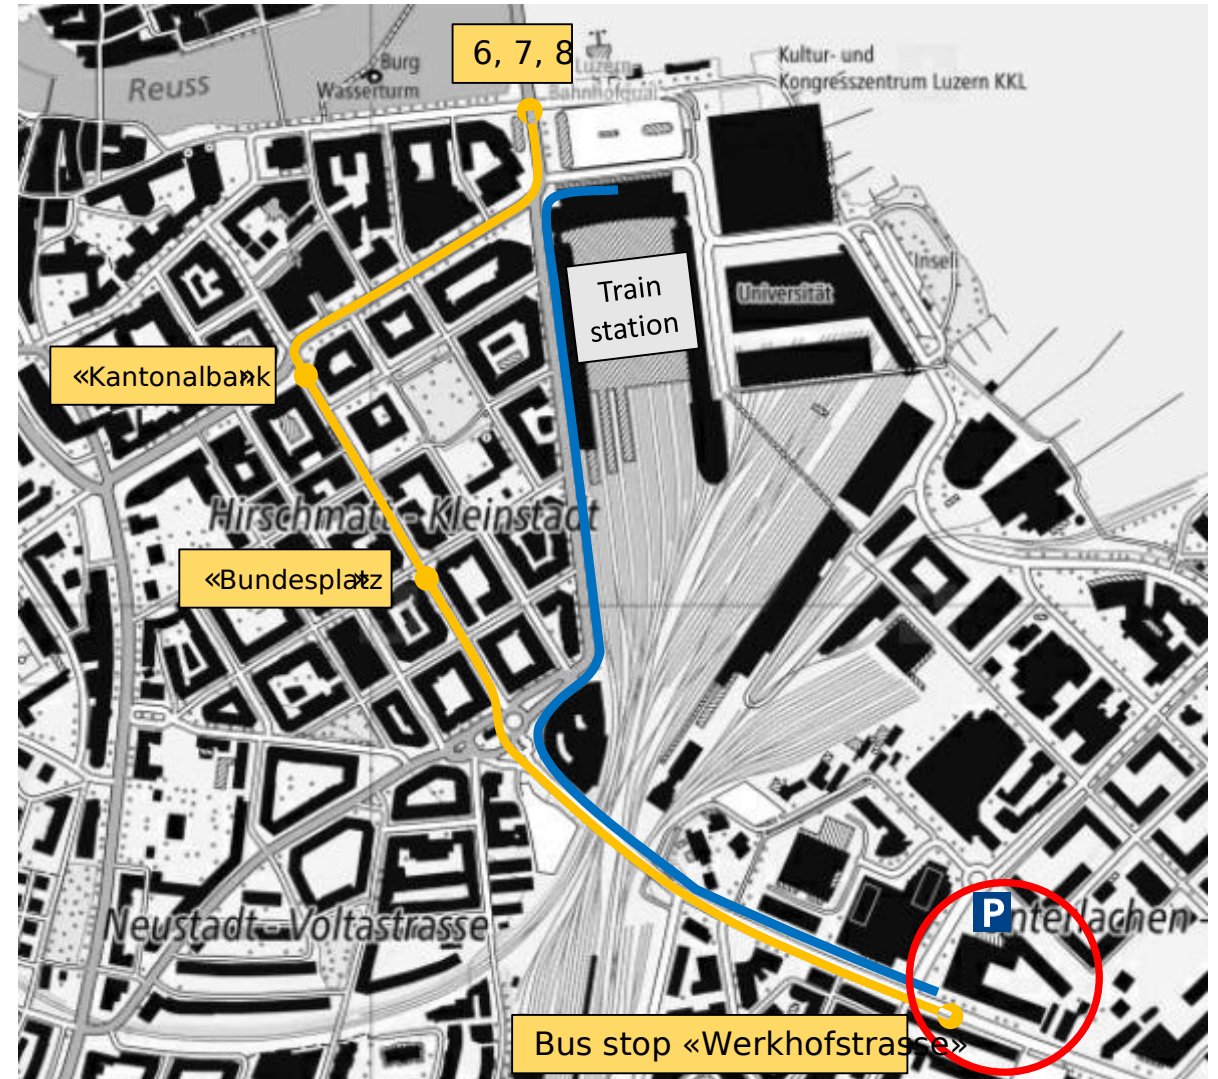 6, 7, 8
Burg
Wasserturm
Reuss
Luzern
Bahnhofquai
Kultur- und
Kongresszentrum Luzern KKL
Inseli
Universität
Train
station
«Kantonalbank»
Hirschmatt - Kleinstadt
«Bundesplatz»
P
Unterlachen -
Neustadt - Voltastrasse
Bus stop «Werkhofstrasse»